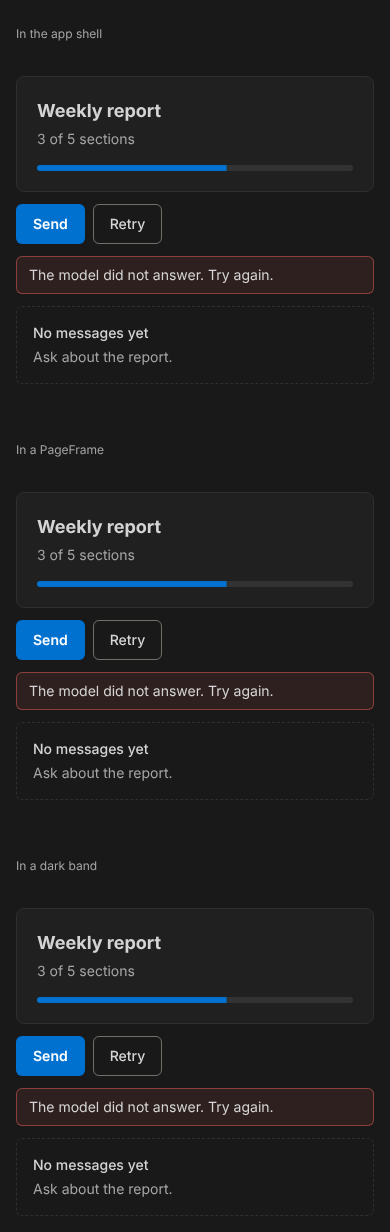 In the app shell
Weekly report
3 of 5 sections
Send
Retry
The model did not answer. Try again.
No messages yet
Ask about the report.
In a PageFrame
Weekly report
3 of 5 sections
Send
Retry
The model did not answer. Try again.
No messages yet
Ask about the report.
In a dark band
Weekly report
3 of 5 sections
Send
Retry
The model did not answer. Try again.
No messages yet
Ask about the report.